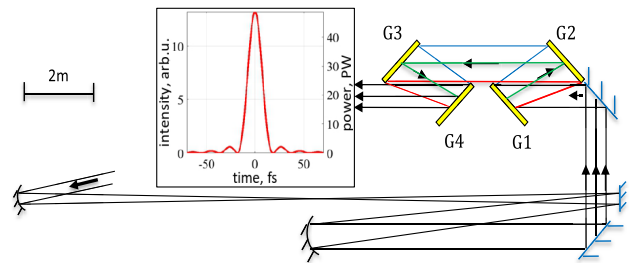 G3
G2
2m
intensity, arb.u.
10
5
0
40
30
20
10
0
power, PW
-50
0
50
time, fs
G4
G1